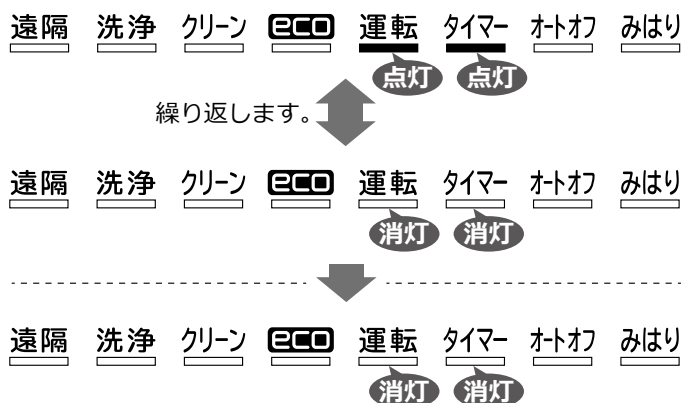 遠隔 洗浄 クリーン eco 運転 タイマー オートオフ みはり
点灯 点灯
繰り返します。
遠隔 洗浄 クリーン eco 運転 タイマー オートオフ みはり
消灯 消灯
遠隔 洗浄 クリーン eco 運転 タイマー オートオフ みはり
消灯 消灯